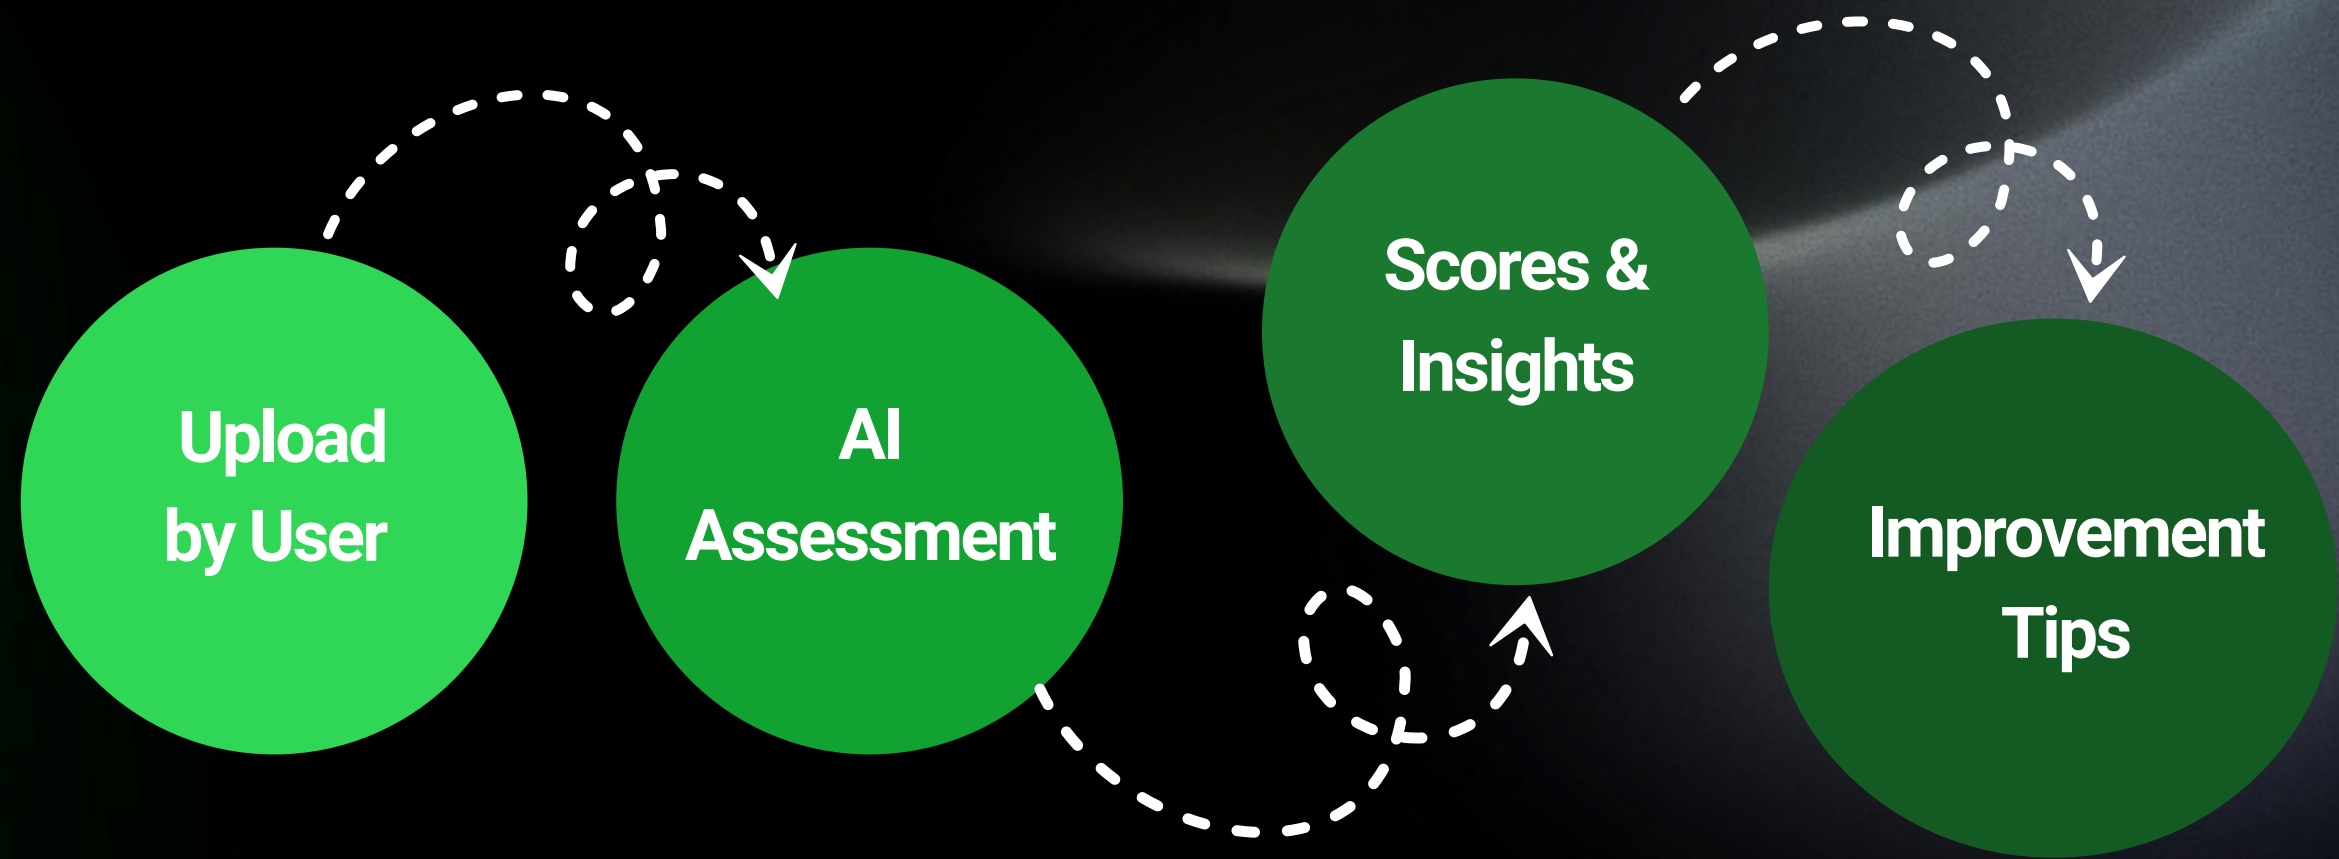 Upload
by User
AI
Assessment
Scores &
Insights
Improvement
Tips